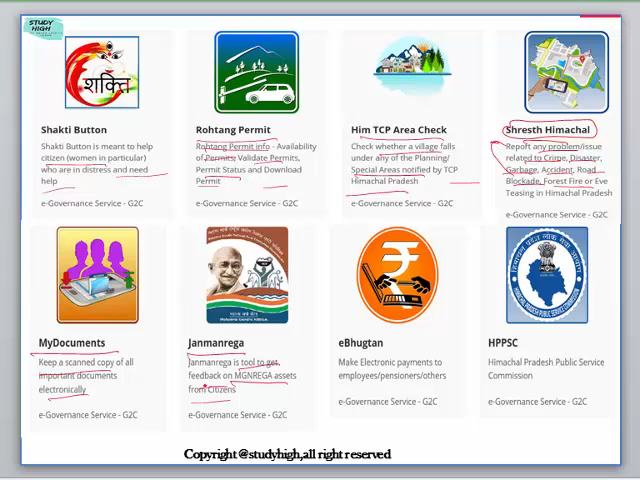 STUDY
HIGH
शक्ति
Shakti Button
Shakti Button is meant to help
citizen (women in particular)
who are in distress and need
help
e-Governance Service - G2C
Rohtang Permit
Rohtang Permit info - Availability
of Permits, Validate Permits,
Permit Status and Download
Permit
e-Governance Service - G2C
Him TCP Area Check
Check whether a village falls
under any of the Planning/
Special Areas notified by TCP
Himachal Pradesh
e-Governance Service - G2C
Shresth Himachal
Report any problem/issue
related to Crime, Disaster,
Garbage, Accident, Road
Blockade, Forest Fire or Eve
Teasing in Himachal Pradesh
e-Governance Service - G2C
MyDocuments
Keep a scanned copy of all
important documents
electronically
e-Governance Service - G2C
Janmanrega
Janmanrega is tool to get
feedback on MGNREGA assets
from Citizens
e-Governance Service - G2C
eBhugtan
Make Electronic payments to
employees/pensioners/others
e-Governance Service - G2C
HPPSC
Himachal Pradesh Public Service
Commission
e-Governance Service - G2C
Copyright @studyhigh,all right reserved